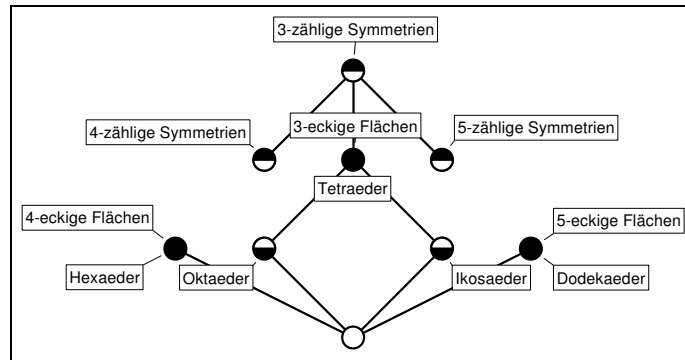 3-zählige Symmetrien
4-zählige Symmetrien
3-eckige Flächen
5-zählige Symmetrien
Tetraeder
4-eckige Flächen
5-eckige Flächen
Hexaeder
Oktaeder
Ikosaeder
Dodekaeder